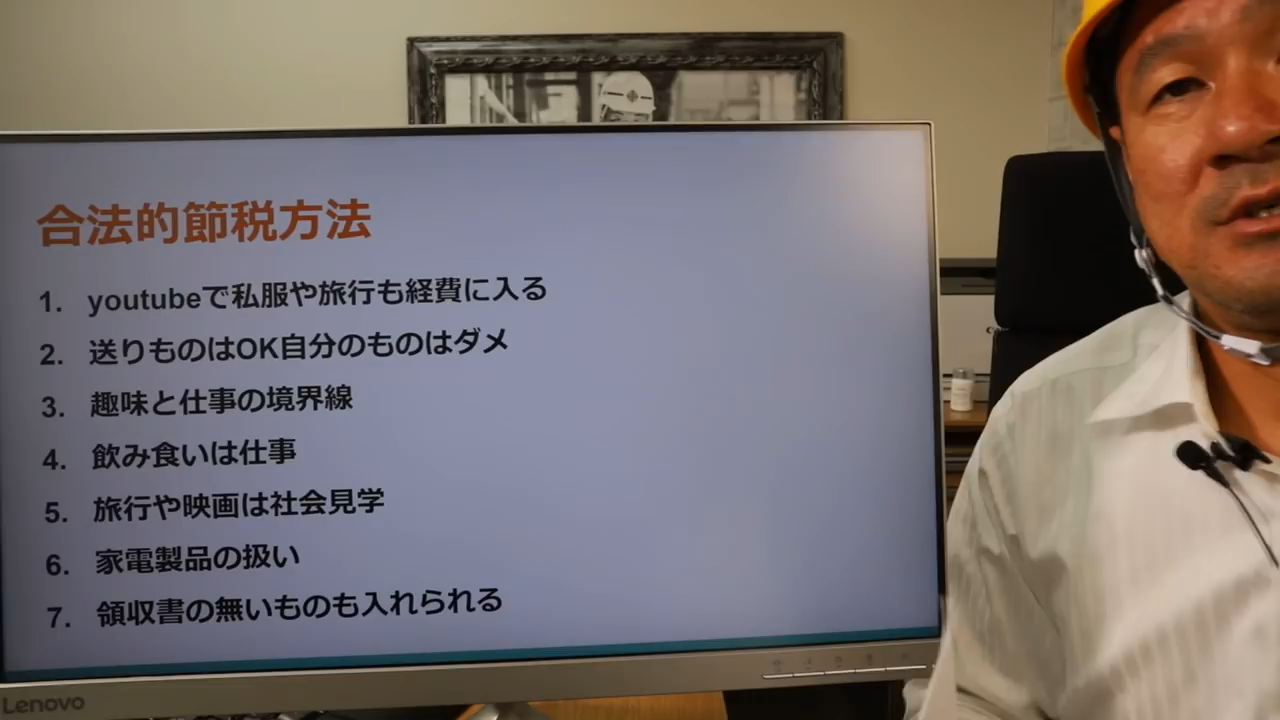 合法的節税方法
1. youtubeで私服や旅行も経費に入る
2. 送りものはOK自分のものはダメ
3. 趣味と仕事の境界線
4. 飲み食いは仕事
5. 旅行や映画は社会見学
6. 家電製品の扱い
7. 領収書の無いものも入れられる
Lenovo